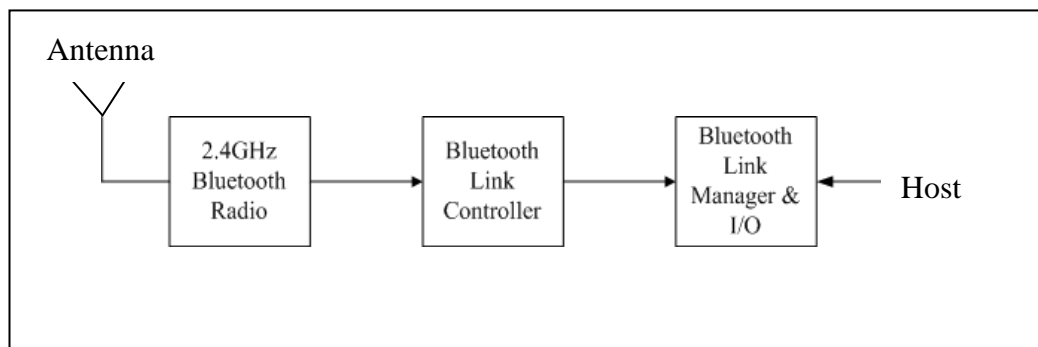 Antenna
2.4GHz
Bluetooth
Radio
Bluetooth
Link
Controller
Bluetooth
Link
Manager &
I/O
Host